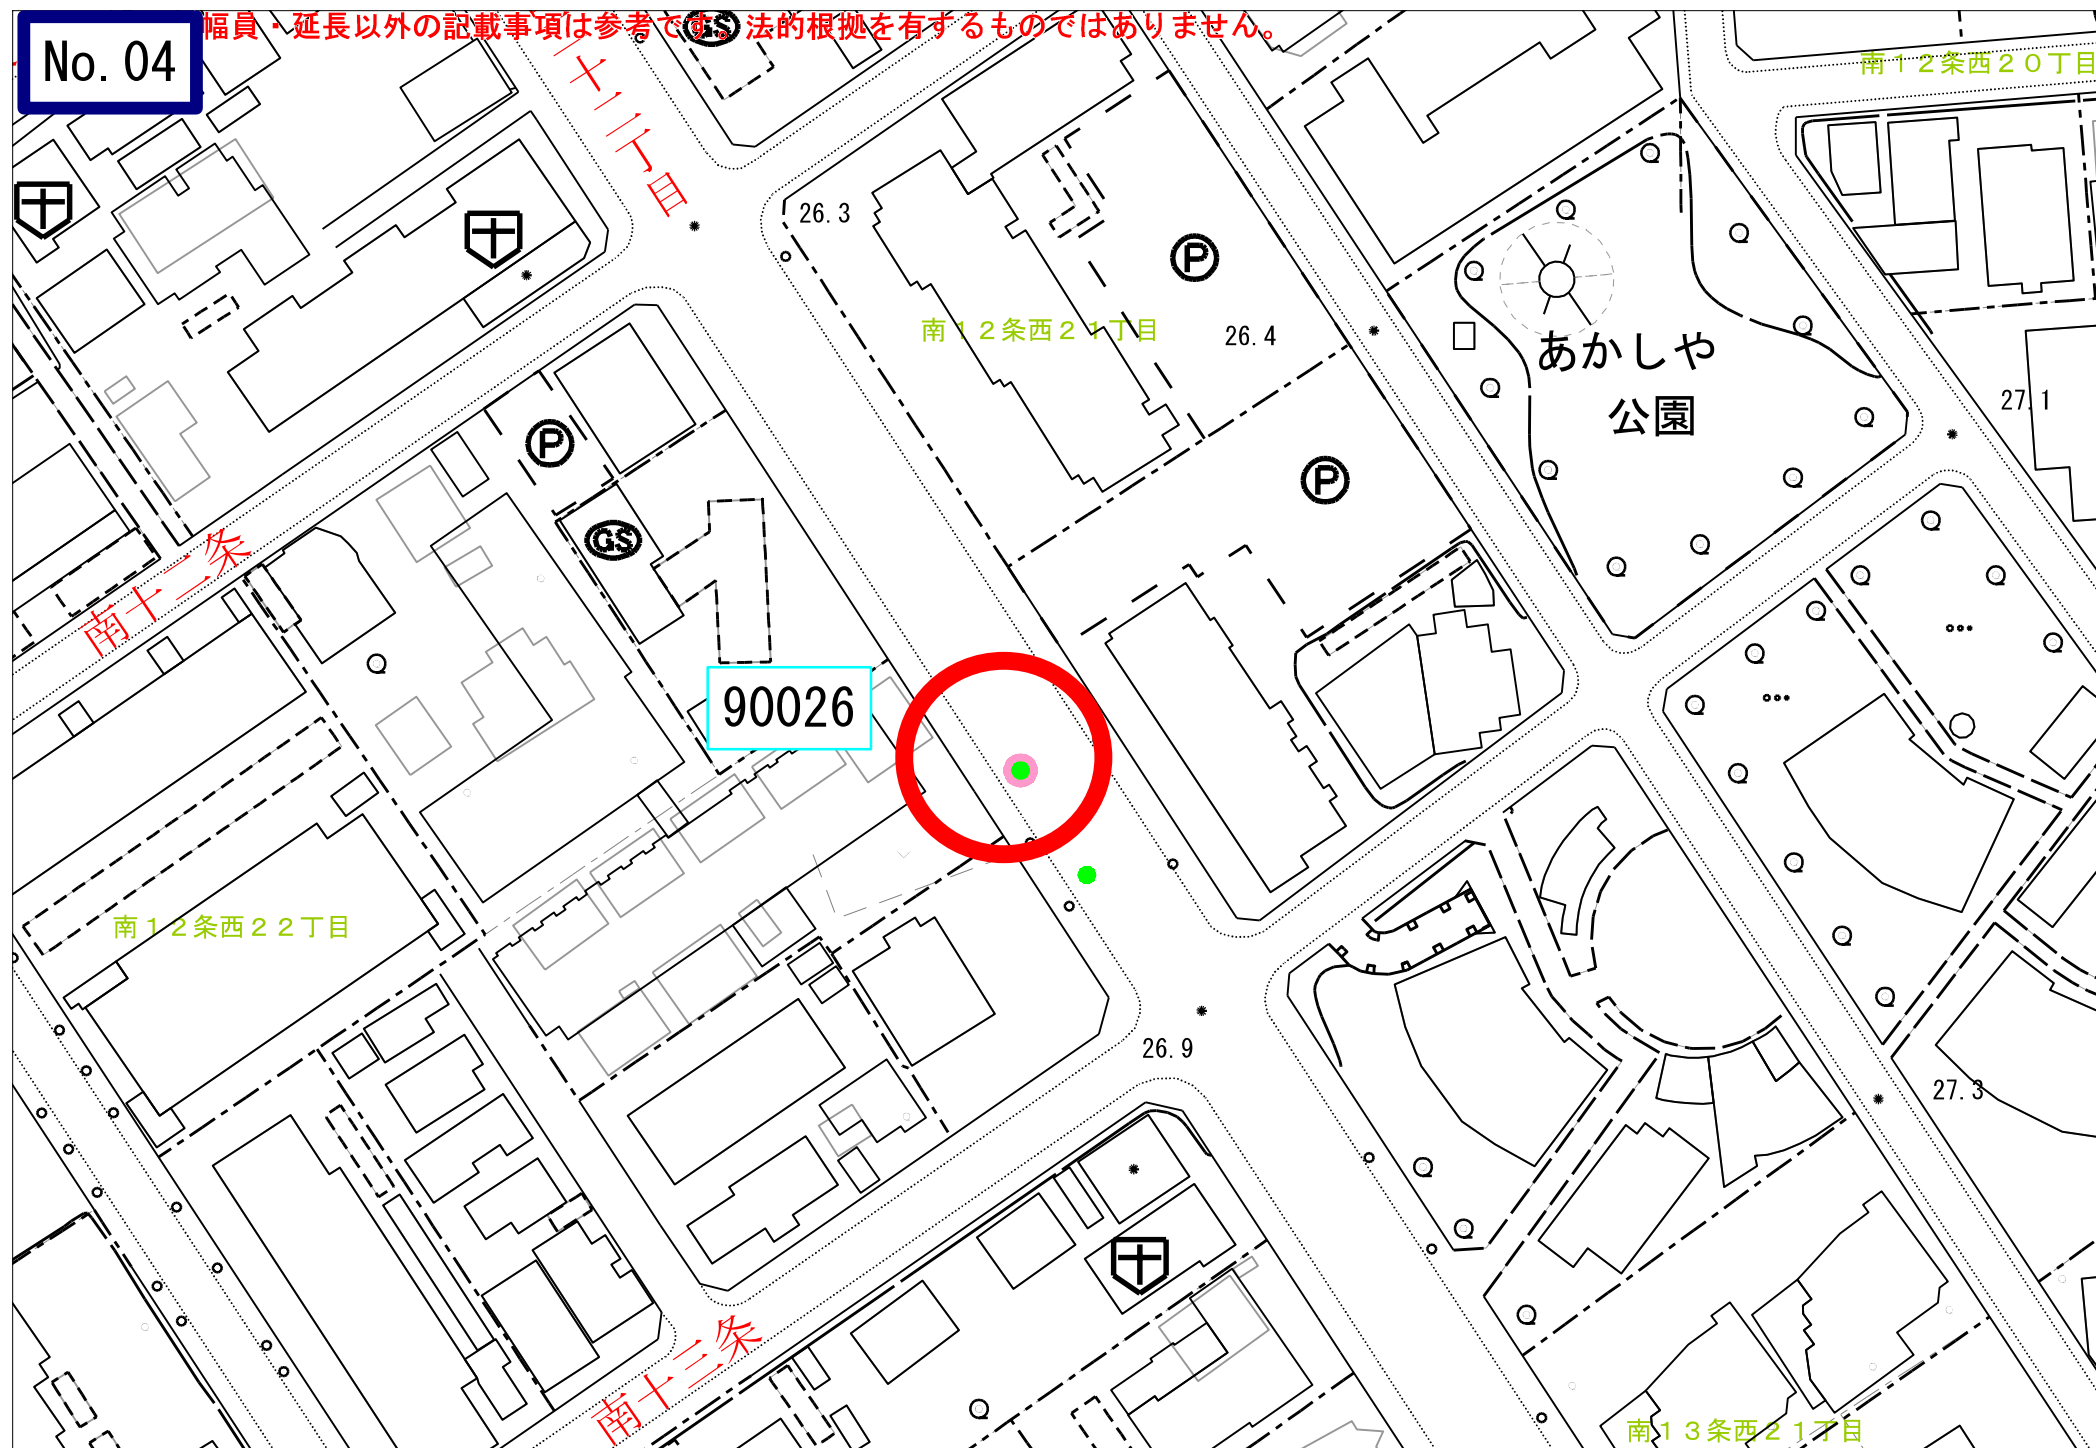 幅員・延長以外の記載事項は参考です。法的根拠を有するものではありません。
No. 04
GS
十二丁目
南１２条西２０丁目
26. 3
P
南１２条西２１丁目
26. 4
あかしや
公園
27. 1
P
P
GS
南十二条
90026
南１２条西２２丁目
26. 9
27. 3
南十三条
南１３条西２１丁目